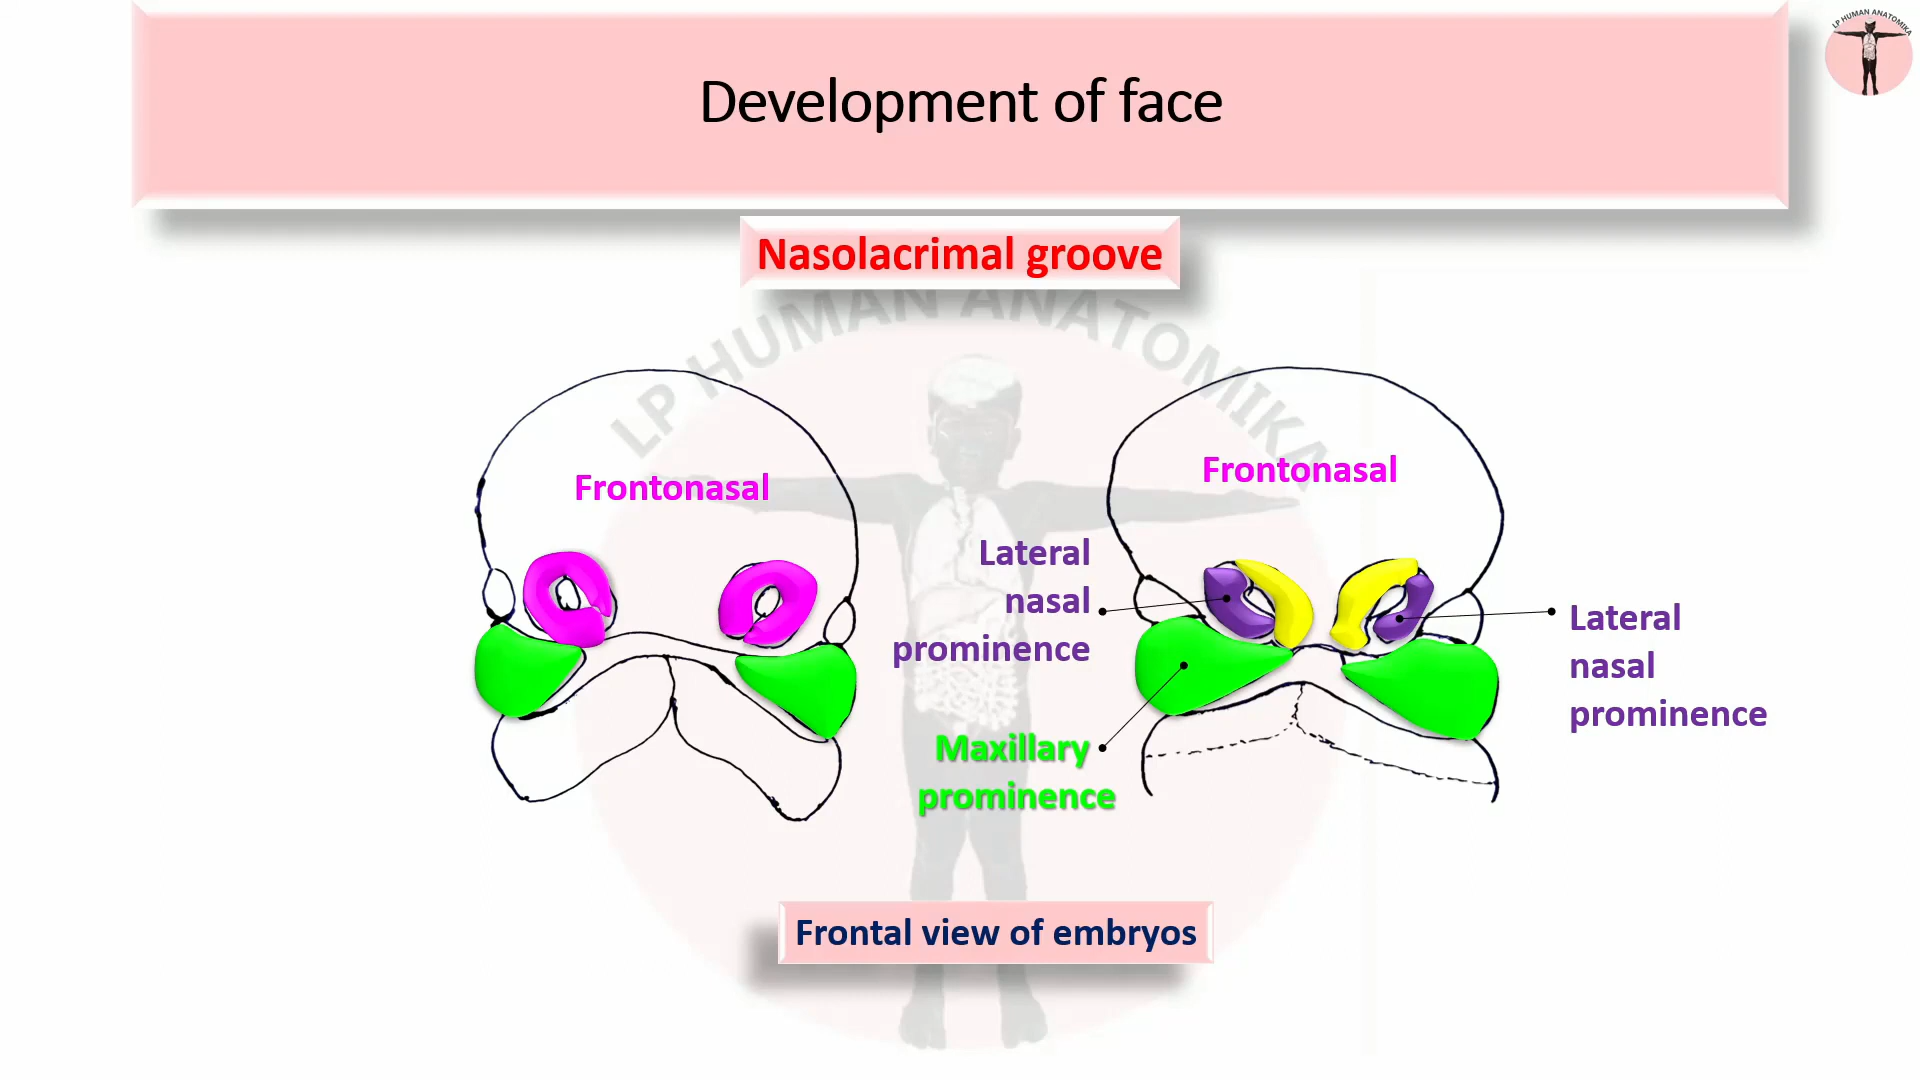 Development of face
LP HUMAN ANATOMIKA
Nasolacrimal groove
LP HUMAN ANATOMIKA
Frontonasal
Frontonasal
Lateral
nasal
prominence
Lateral
nasal
prominence
Maxillary
prominence
Frontal view of embryos